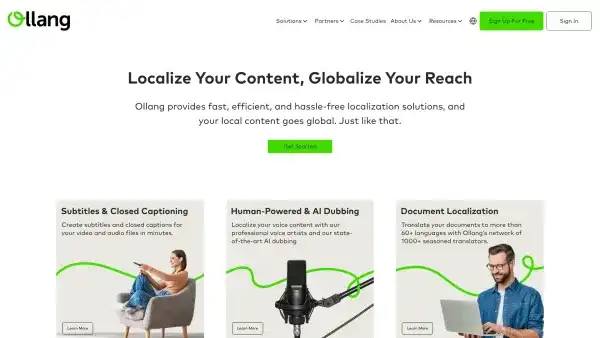 Ollang
Solutions Partners Case Studies About Us Resources Sign Up For Free Sign In
Localize Your Content, Globalize Your Reach
Ollang provides fast, efficient, and hassle-free localization solutions, and
your local content goes global. Just like that.
Get Started
Subtitles & Closed Captioning
Create subtitles and closed captions for
your video and audio files in minutes.
Learn More
Human-Powered & AI Dubbing
Localize your voice content with our
professional voice artists and our state-
of-the-art AI dubbing
Learn More
Document Localization
Translate your documents to more than
60+ languages with Ollang's network of
1000+ seasoned translators.
Learn More